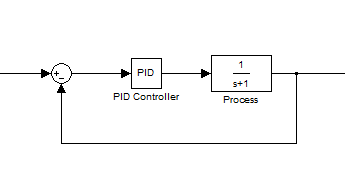 +
-
PID
PID Controller
1
s+1
Process